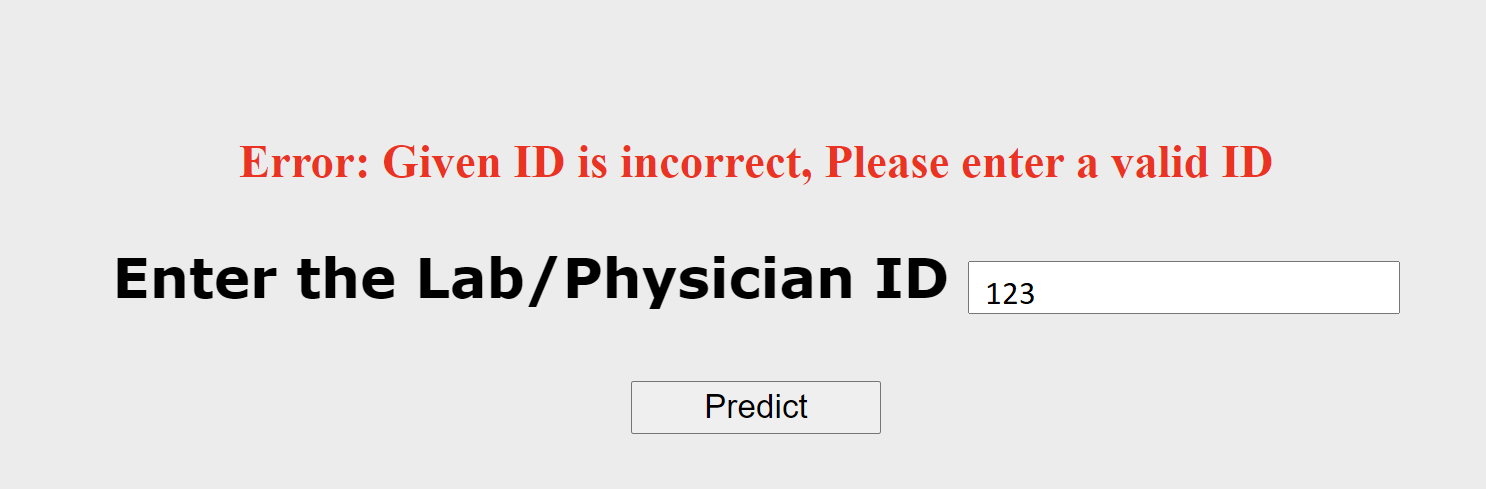 Error: Given ID is incorrect, Please enter a valid ID
Enter the Lab/Physician ID 123
Predict